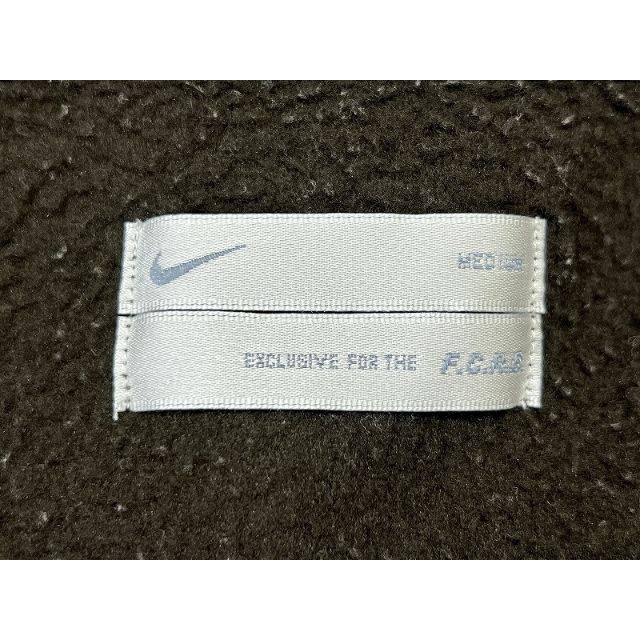 MEDIUM
EXCLUSIVE FOR THE F.C.R.B.